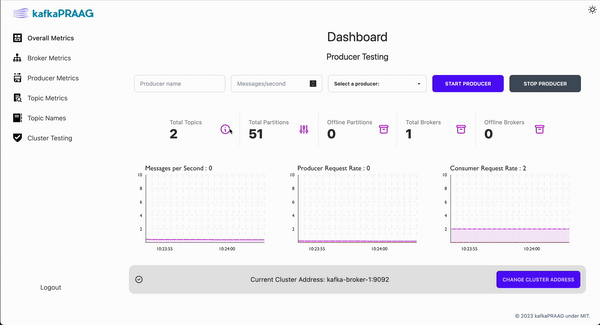 kafkaPRAAG
Overall Metrics
Broker Metrics
Producer Metrics
Topic Metrics
Topic Names
Cluster Testing
Logout
Dashboard
Producer Testing
Producer name
Messages/second
Select a producer:
START PRODUCER
STOP PRODUCER
Total Topics
2
Total Partitions
51
Offline Partitions
0
Total Brokers
1
Offline Brokers
0
Messages per Second : 0
10
8
6
4
2
10:23:55 10:24:00
Producer Request Rate : 0
10
8
6
4
2
10:23:55 10:24:00
Consumer Request Rate : 2
10
8
6
4
2
10:23:55 10:24:00
Current Cluster Address: kafka-broker-1:9092
CHANGE CLUSTER ADDRESS
© 2023 kafkaPRAAG under MIT.